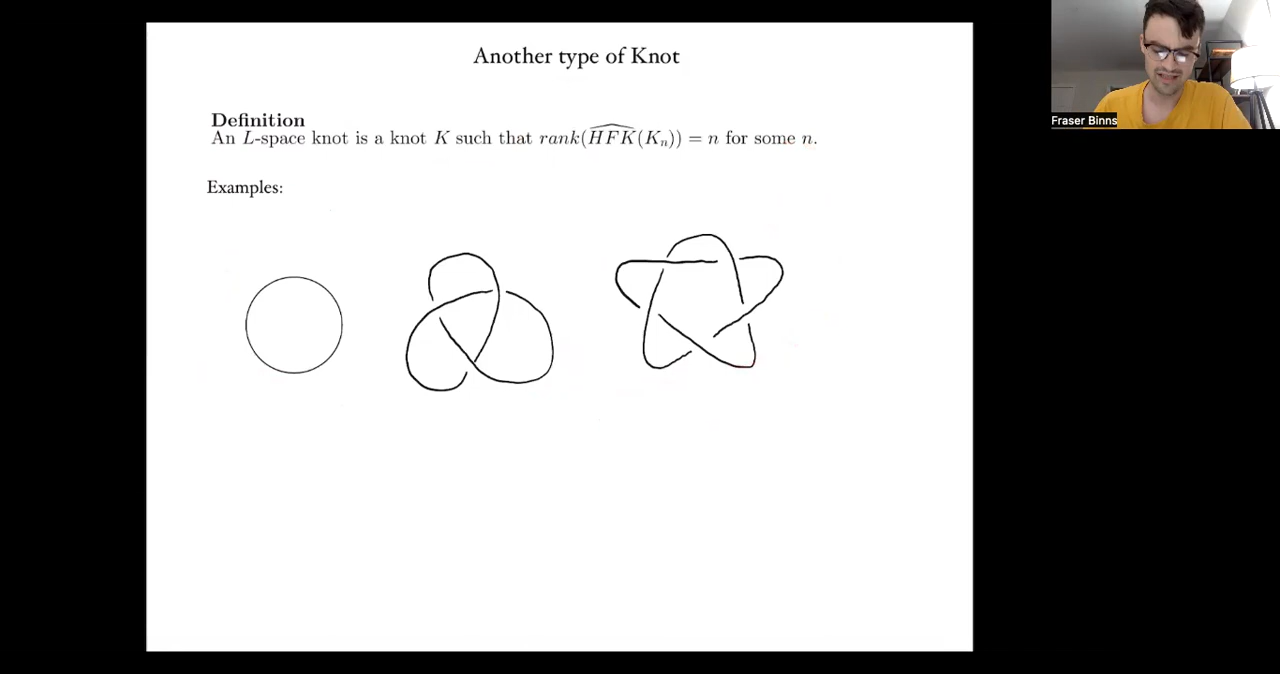 Another type of Knot
Definition
An L-space knot is a knot K such that rank(\widehat{HFK}(K_n)) = n for some n.
Examples:
Fraser Binns